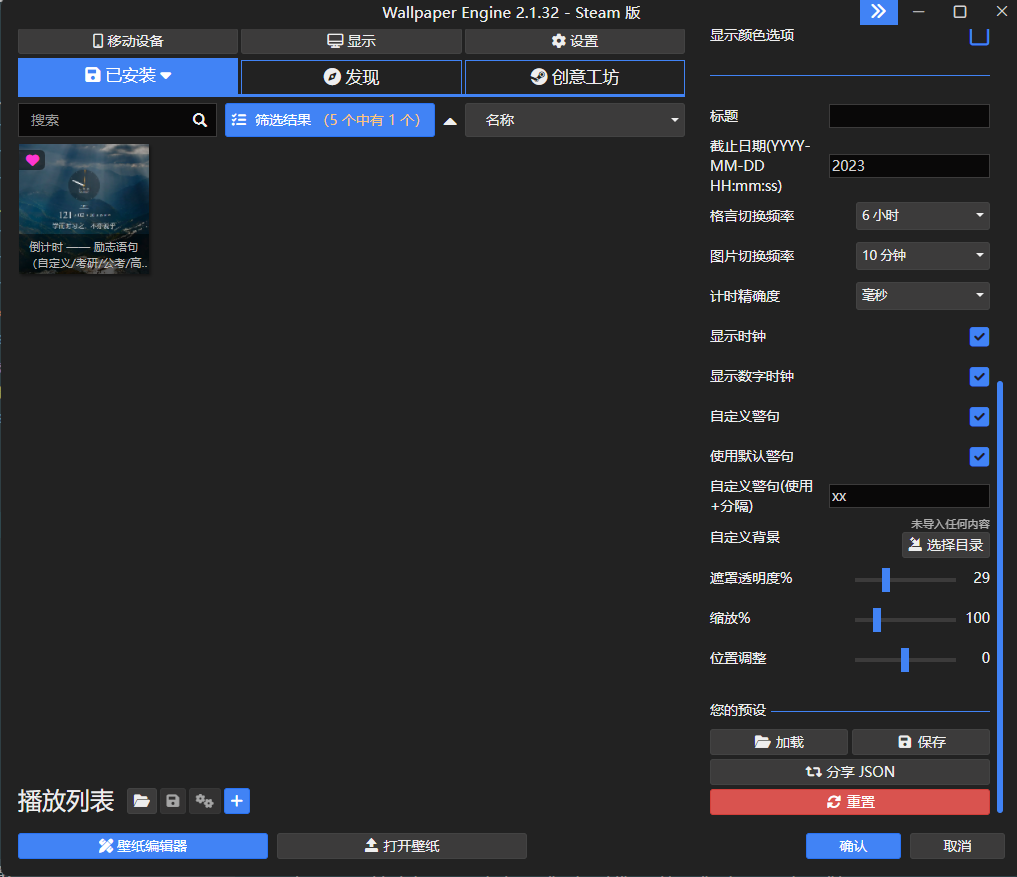 Wallpaper Engine 2.1.32 - Steam 版
移动设备
显示
设置
已安装
发现
创意工坊
搜索
筛选结果 (5 个中有 1 个)
名称
121
倒计时 —— 励志语句
（自定义/考研/公考/高..
播放列表
壁纸编辑器
打开壁纸
显示颜色选项
标题
截止日期(YYYY-
MM-DD
HH:mm:ss)
2023
格言切换频率
6 小时
图片切换频率
10 分钟
计时精确度
毫秒
显示时钟
显示数字时钟
自定义警句
使用默认警句
自定义警句(使用
+分隔)
xx
未导入任何内容
自定义背景
选择目录
遮罩透明度%
29
缩放%
100
位置调整
0
您的预设
加载
保存
分享 JSON
重置
确认
取消